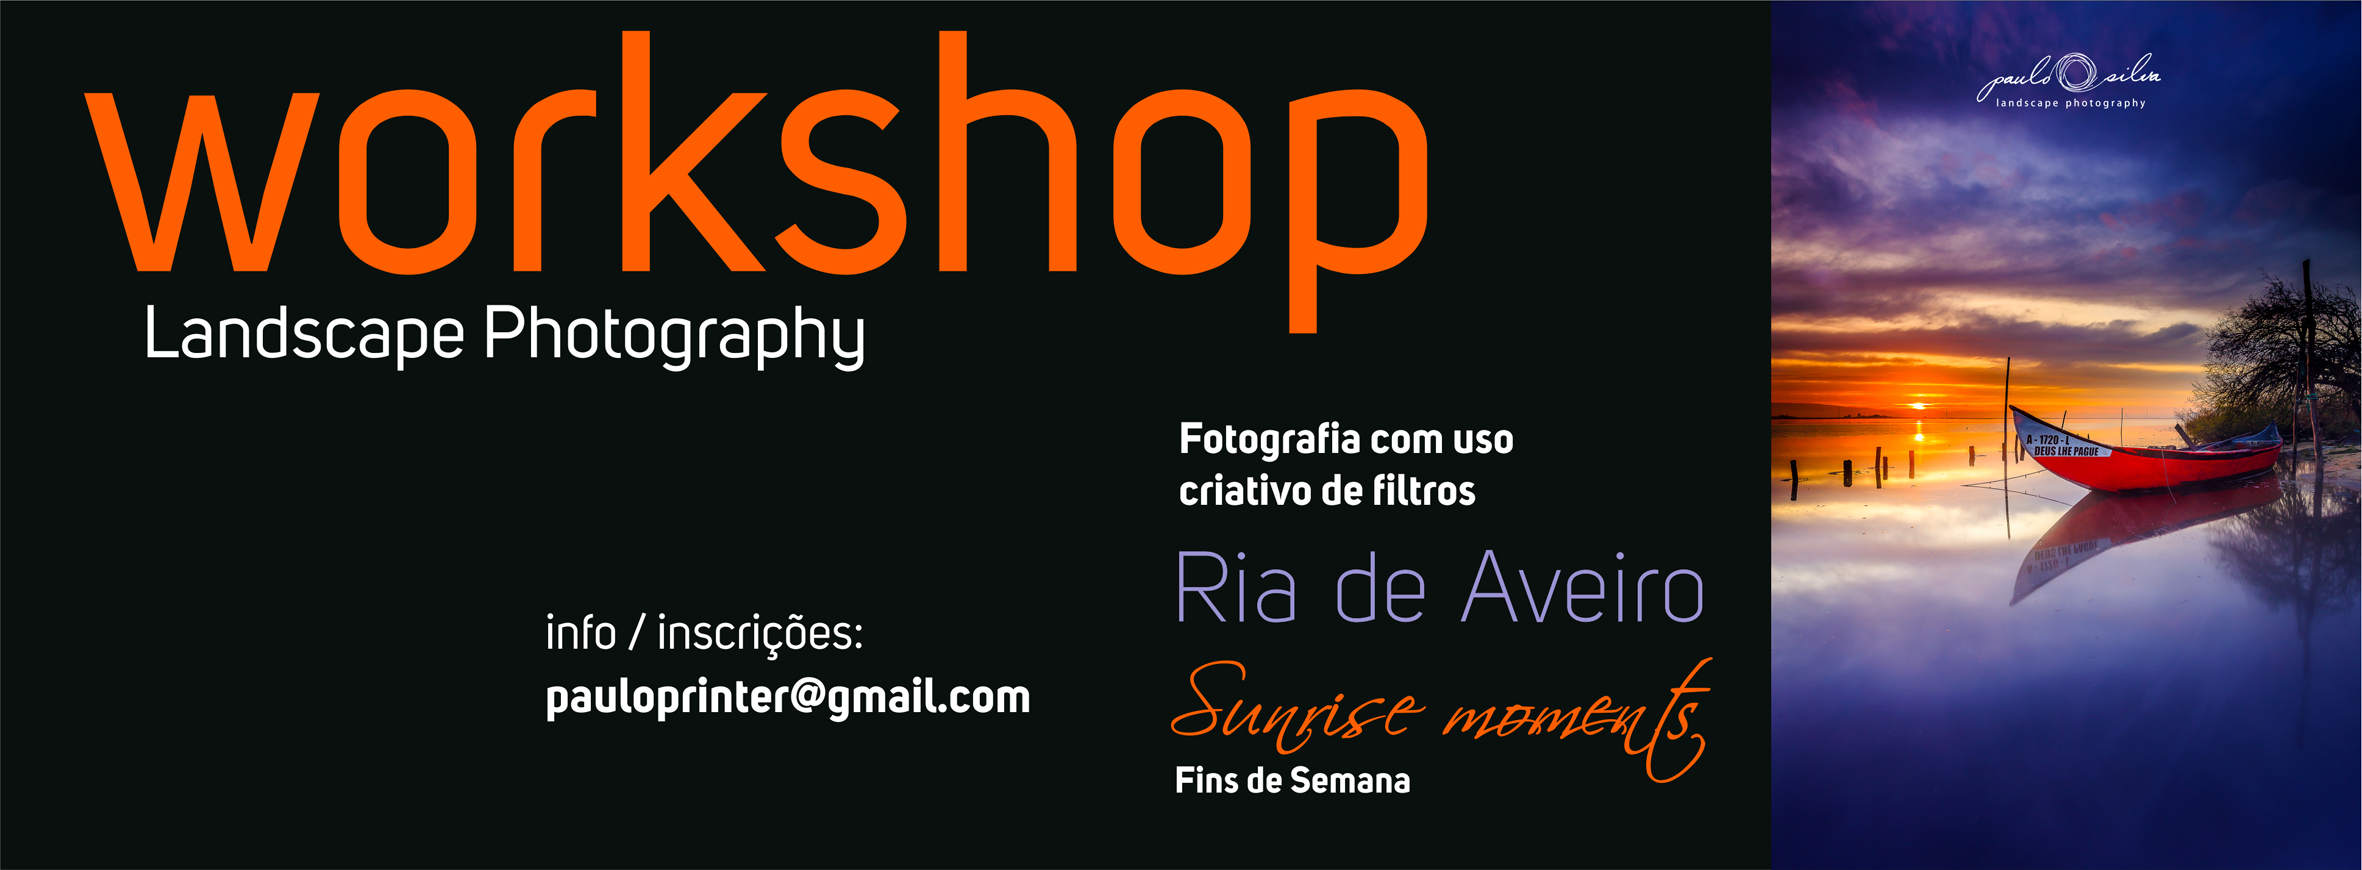 workshop
Landscape Photography
Fotografia com uso
criativo de filtros
Ria de Aveiro
Sunrise moments
Fins de Semana
info / inscrições:
pauloprinter@gmail.com
paulo silva
landscape photography
A - 1720 - L
DEUS LHE PAGUE